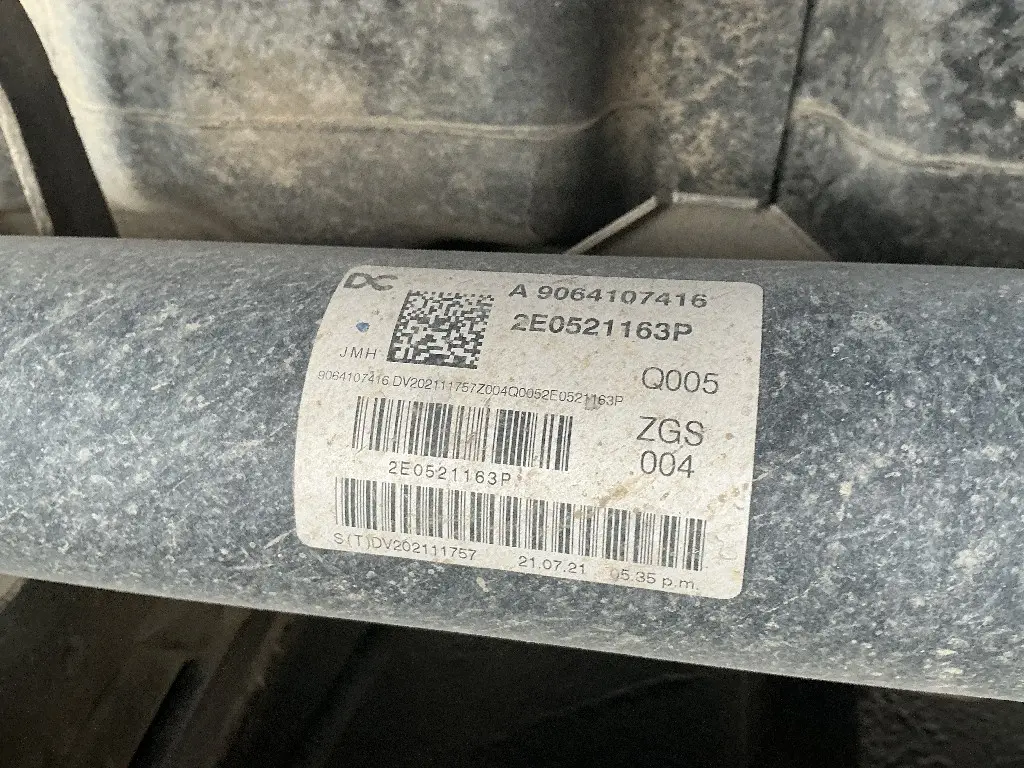 DC
A 9064107416
2E0521163P
JMH
Q005
9064107416 DV202111757Z004Q0052E0521163P
ZGS
004
2E0521163P
S(T)DV202111757 21.07.21 05.35 p.m.